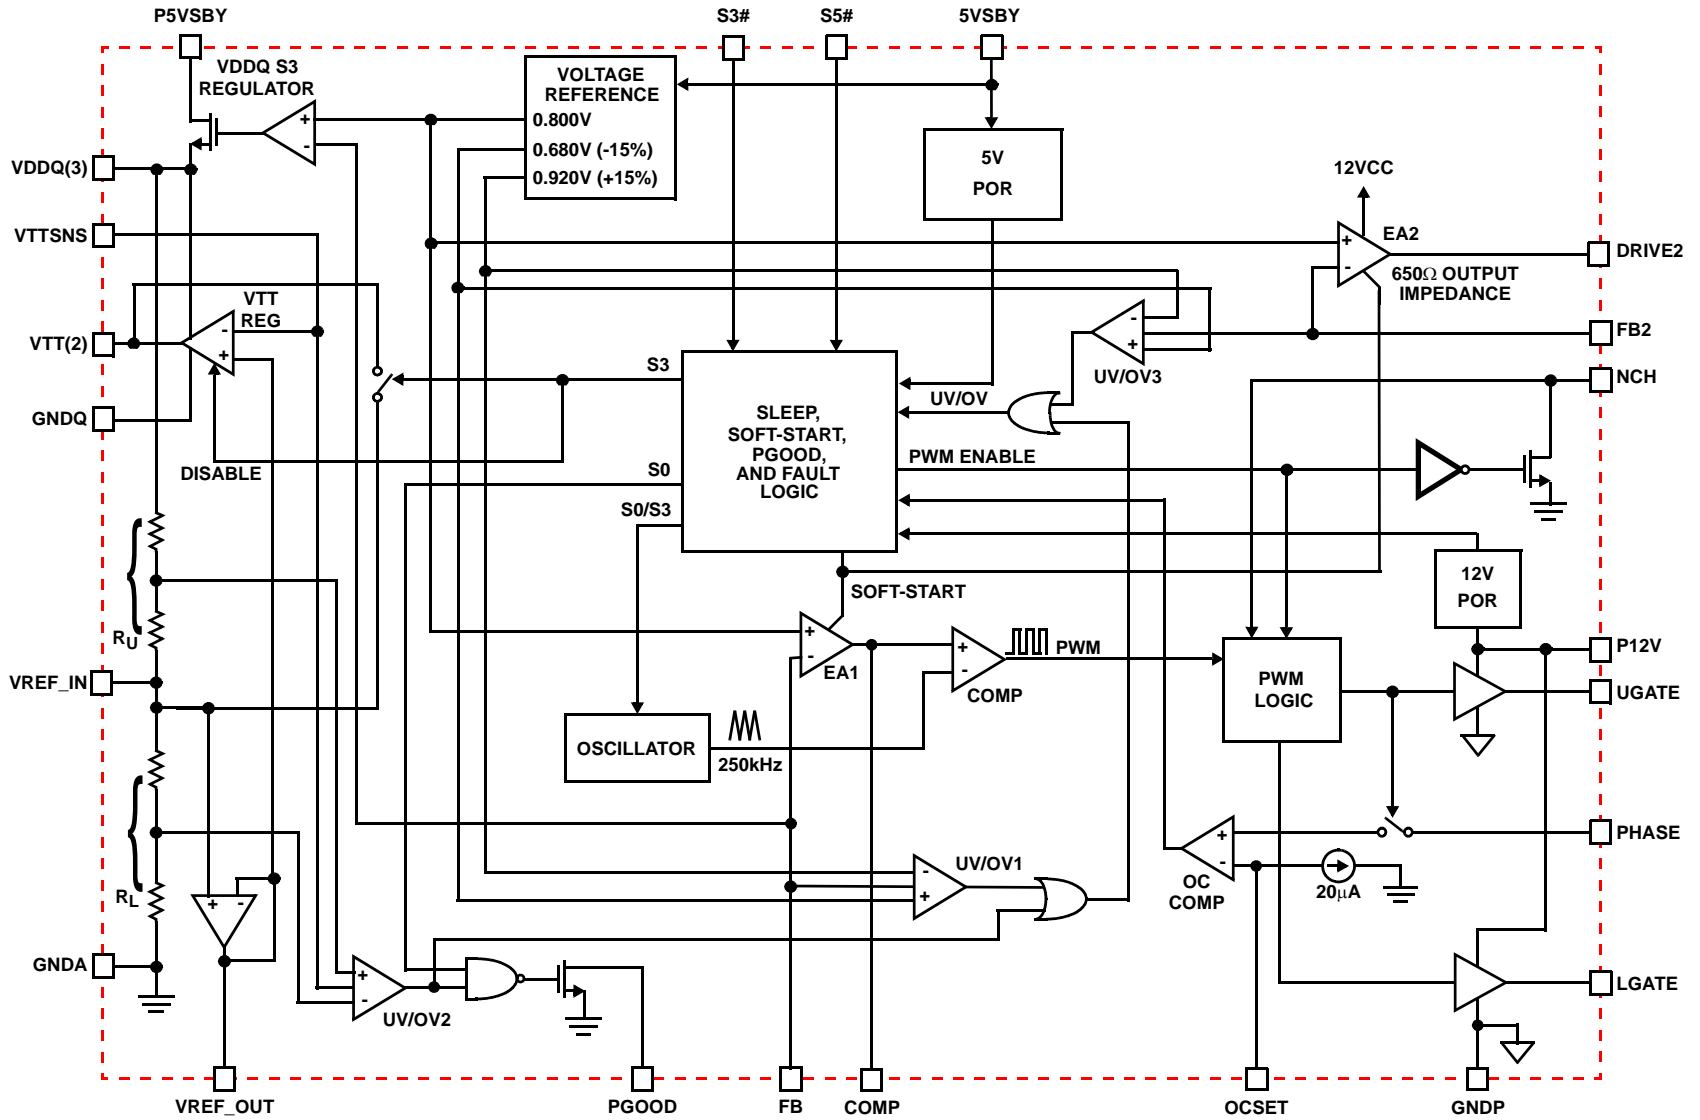 P5VSBY
S3#
S5#
5VSBY
VDDQ S3
REGULATOR
VOLTAGE
REFERENCE
0.800V
0.680V (-15%)
0.920V (+15%)
+
-
5V
POR
12VCC
VDDQ(3)
VTTSNS
+
-
EA2
650Ω OUTPUT
IMPEDANCE
DRIVE2
VTT
REG
-
+
VTT(2)
-
+
UV/OV3
FB2
NCH
S3
UV/OV
GNDQ
DISABLE
SLEEP,
SOFT-START,
PGOOD,
AND FAULT
LOGIC
PWM ENABLE
S0
S0/S3
12V
POR
SOFT-START
RU
+
-
EA1
+
-
COMP
PWM
P12V
VREF_IN
PWM
LOGIC
UGATE
OSCILLATOR
250kHz
+
-
OC
COMP
20μA
PHASE
RL
+
-
-
+
UV/OV1
GNDA
+
-
UV/OV2
LGATE
VREF_OUT
PGOOD
FB
COMP
OCSET
GNDP